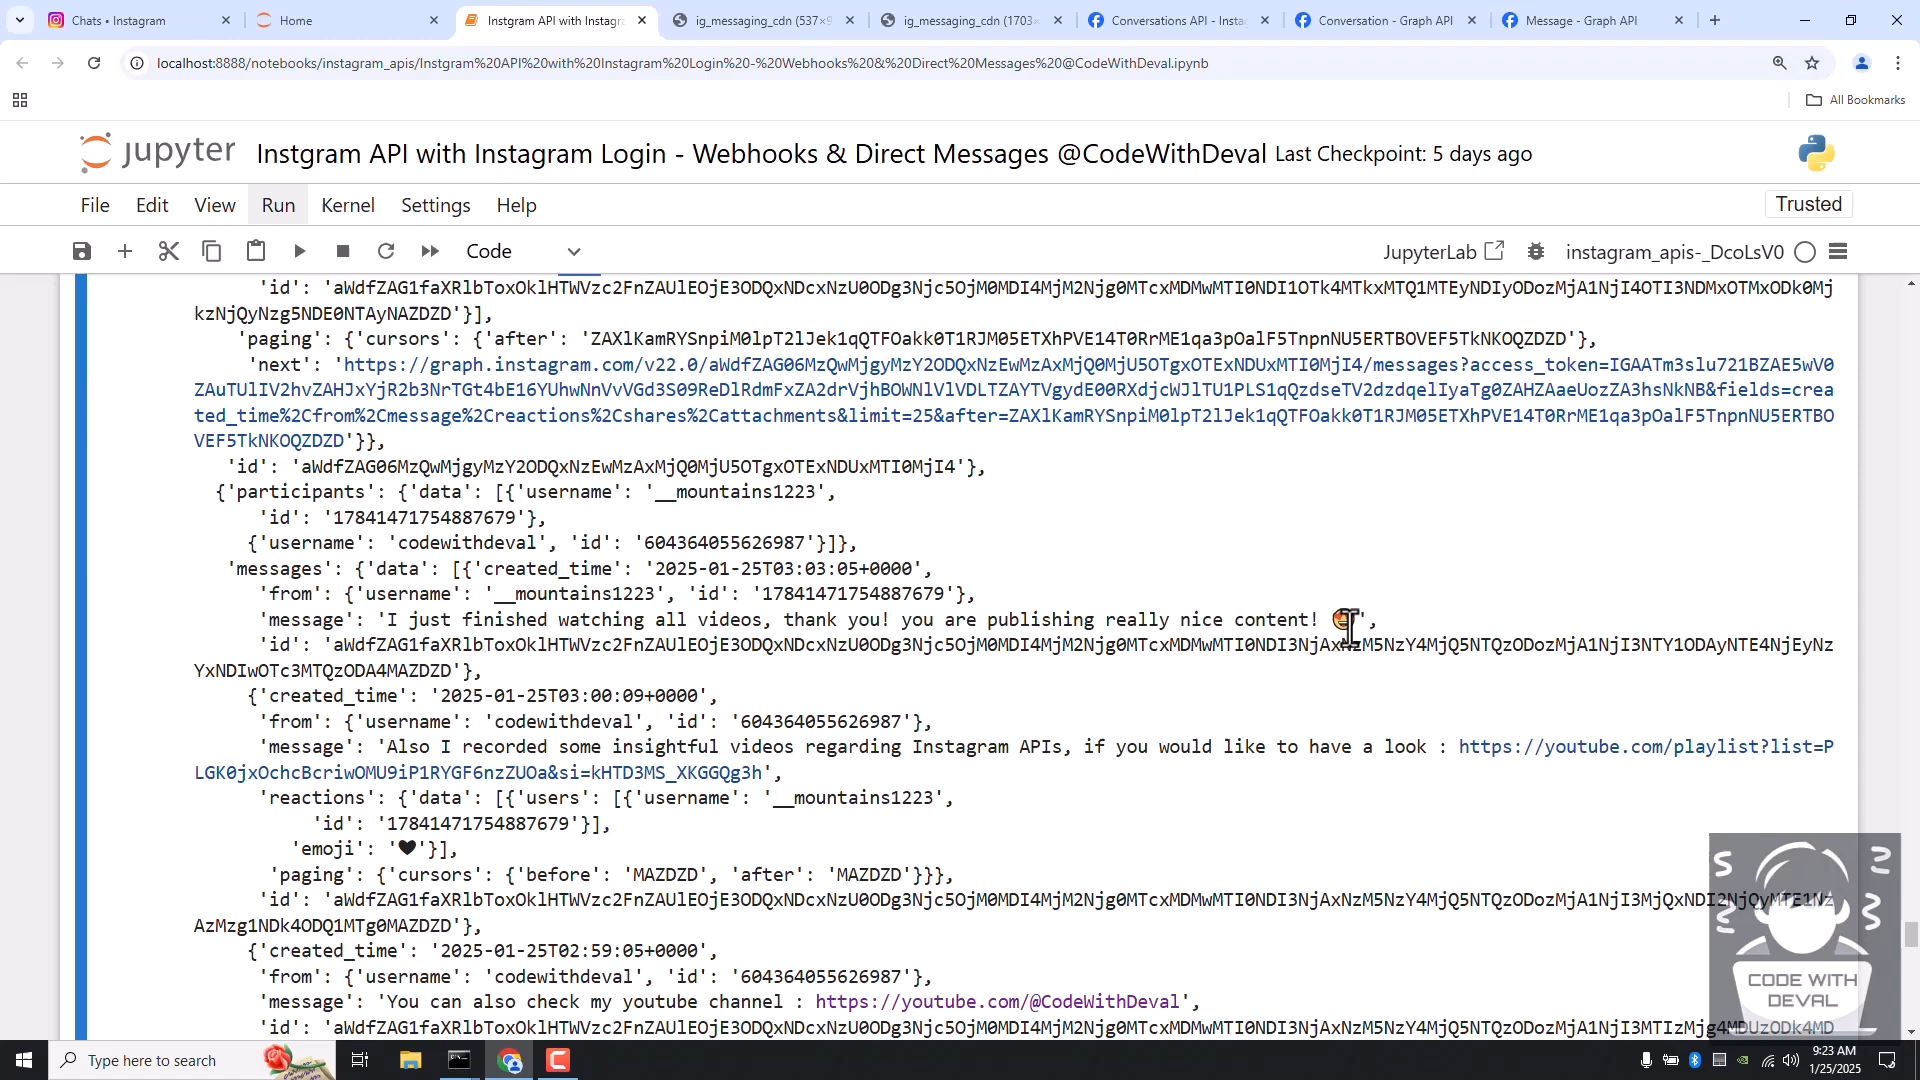 Chats • Instagram
Home
Instgram API with Instagra
ig_messaging_cdn (537×9
ig_messaging_cdn (1703×
Conversations API - Insta
Conversation - Graph API
Message - Graph API
localhost:8888/notebooks/instagram_apis/Instgram%20API%20with%20Instagram%20Login%20-%20Webhooks%20&%20Direct%20Messages%20@CodeWithDeval.ipynb
All Bookmarks
jupyter Instgram API with Instagram Login - Webhooks & Direct Messages @CodeWithDeval Last Checkpoint: 5 days ago
File Edit View Run Kernel Settings Help
Trusted
Code
JupyterLab
instagram_apis-_DcoLsV0
'id': 'aWdfZAG1faXRlbToxOklHTWVzc2FnZAUlEOjE3ODQxNDcxNzU0ODg3Njc5OjM0MDI4MjM2Njg0MTcxMDMwMTI0NDI1OTk4MTkxMTQ1MTEyNDIyODozMjA1NjI4OTI3NDMxOTMxODk0Mj
kzNjQyNzg5NDE0NTAyNAZDZD'}],
'paging': {'cursors': {'after': 'ZAXlKamRYSnpiM0lpT2lJek1qQTFOakk0T1RJM05ETXhPVE14T0RrME1qa3pOalF5TnpnNU5ERTBOVEF5TkNKOQZDZD'},
'next': 'https://graph.instagram.com/v22.0/aWdfZAG06MzQwMjgyMzY2ODQxNzEwMzAxMjQ0MjU5OTgxOTExNDUxMTI0MjI4/messages?access_token=IGAATm3slu721BZAE5wV0
ZAuTUlIV2hvZAHJxYjR2b3NrTGt4bE16YUhwNnVvVGd3S09ReDlRdmFxZA2drVjhBOWNlVlVDLTZAYTVgydE00RXdjcWJlTU1PLS1qQzdseTV2dzdqelIyaTg0ZAHZAaeUozZA3hsNkNB&fields=crea
ted_time%2Cfrom%2Cmessage%2Creactions%2Cshares%2Cattachments&limit=25&after=ZAXlKamRYSnpiM0lpT2lJek1qQTFOakk0T1RJM05ETXhPVE14T0RrME1qa3pOalF5TnpnNU5ERTBO
VEF5TkNKOQZDZD'}},
'id': 'aWdfZAG06MzQwMjgyMzY2ODQxNzEwMzAxMjQ0MjU5OTgxOTExNDUxMTI0MjI4'},
{'participants': {'data': [{'username': '__mountains1223',
'id': '17841471754887679'},
{'username': 'codewithdeval', 'id': '604364055626987'}]},
'messages': {'data': [{'created_time': '2025-01-25T03:03:05+0000',
'from': {'username': '__mountains1223', 'id': '17841471754887679'},
'message': 'I just finished watching all videos, thank you! you are publishing really nice content! 😍',
'id': 'aWdfZAG1faXRlbToxOklHTWVzc2FnZAUlEOjE3ODQxNDcxNzU0ODg3Njc5OjM0MDI4MjM2Njg0MTcxMDMwMTI0NDI3NjAxNzM5NzY4MjQ5NTQzODozMjA1NjI3NTY1ODAyNTE4NjEyNz
YxNDIwOTc3MTQzODA4MAZDZD'},
{'created_time': '2025-01-25T03:00:09+0000',
'from': {'username': 'codewithdeval', 'id': '604364055626987'},
'message': 'Also I recorded some insightful videos regarding Instagram APIs, if you would like to have a look : https://youtube.com/playlist?list=P
LGK0jxOchcBcriwOMU9iP1RYGF6nzZUOa&si=kHTD3MS_XKGGQg3h',
'reactions': {'data': [{'users': [{'username': '__mountains1223',
'id': '17841471754887679'}],
'emoji': '❤'}],
'paging': {'cursors': {'before': 'MAZDZD', 'after': 'MAZDZD'}}},
'id': 'aWdfZAG1faXRlbToxOklHTWVzc2FnZAUlEOjE3ODQxNDcxNzU0ODg3Njc5OjM0MDI4MjM2Njg0MTcxMDMwMTI0NDI3NjAxNzM5NzY4MjQ5NTQzODozMjA1NjI3MjQxNDI2NjQyMTE1Nz
AzMzg1NDk4ODQ1MTg0MAZDZD'},
{'created_time': '2025-01-25T02:59:05+0000',
'from': {'username': 'codewithdeval', 'id': '604364055626987'},
'message': 'You can also check my youtube channel : https://youtube.com/@CodeWithDeval',
'id': 'aWdfZAG1faXRlbToxOklHTWVzc2FnZAUlEOjE3ODQxNDcxNzU0ODg3Njc5OjM0MDI4MjM2Njg0MTcxMDMwMTI0NDI3NjAxNzM5NzY4MjQ5NTQzODozMjA1NjI3MTIzMjg4MDUzODk4MD
CODE WITH
DEVAL
Type here to search
9:23 AM
1/25/2025